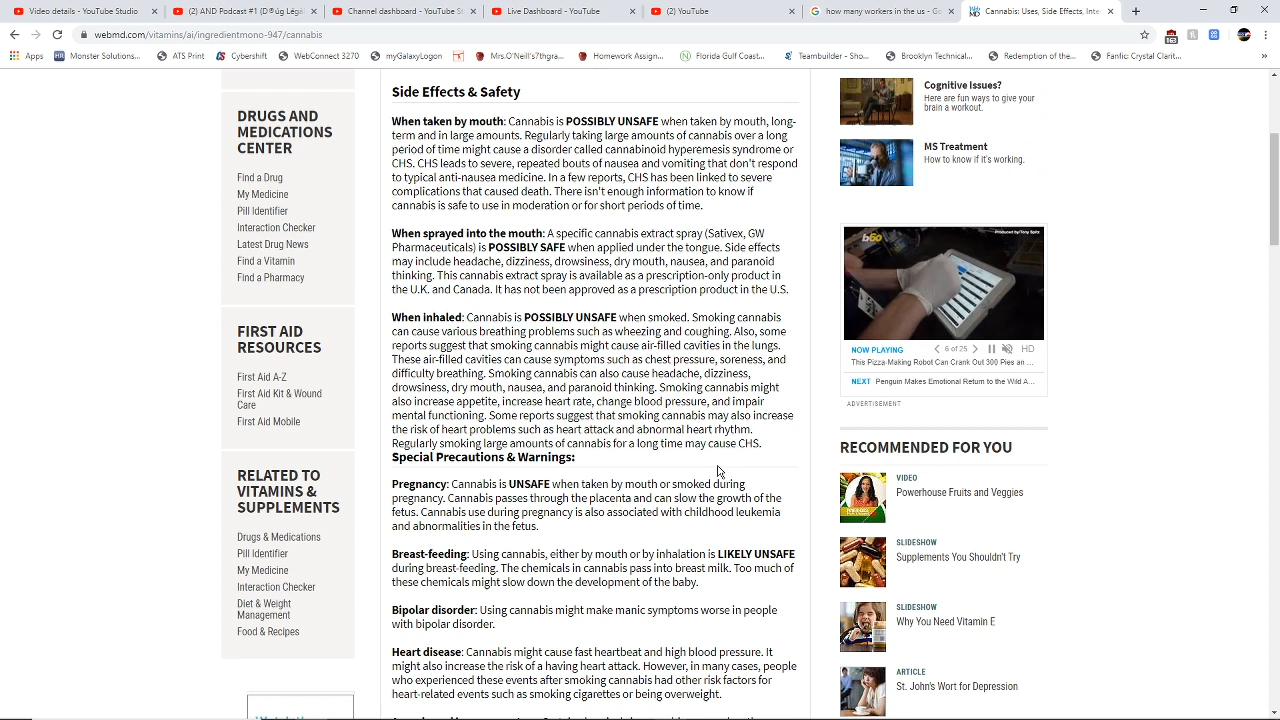 Video details - YouTube S
(2) AND Podcast #1 (D®ûg Légal
Channel dashboard - YouTube S
Live Dashboard - YouTube
(2) YouTube
how many workers in the us - Go
Cannabis: Uses, Side Effects, Inte
webmd.com/vitamins/ai/ingredientmono-947/cannabis
Apps
Monster Solutions...
ATS Print
Cybershift
WebConnect 3270
myGalaxyLogon
Mrs.O'Neill's7thgra...
Homework Assign...
Florida Gulf Coast...
Teambuilder - Sho...
Brooklyn Technical...
Redemption of the...
Fanfic: Crystal Clarit...
DRUGS AND
MEDICATIONS
CENTER
Find a Drug
My Medicine
Pill Identifier
Interaction Checker
Latest Drug News
Find a Vitamin
Find a Pharmacy
FIRST AID
RESOURCES
First Aid A-Z
First Aid Kit & Wound
Care
First Aid Mobile
RELATED TO
VITAMINS &
SUPPLEMENTS
Drugs & Medications
Pill Identifier
My Medicine
Interaction Checker
Diet & Weight
Management
Food & Recipes
Side Effects & Safety
When taken by mouth: Cannabis is POSSIBLY UNSAFE when taken by mouth, long-
term and in large amounts. Regularly taking large amounts of cannabis over a long
period of time might cause a disorder called cannabinoid hyperemesis syndrome or
CHS. CHS leads to severe, repeated bouts of nausea and vomiting that don't respond
to typical anti-nausea medicine. In a few reports, CHS has been linked to severe
complications that caused death. There isn't enough information to know if
cannabis is safe to use in moderation or for short periods of time.
When sprayed into the mouth: A specific cannabis extract spray (Sativex, GW
Pharmaceuticals) is POSSIBLY SAFE when applied under the tongue. Side effects
may include headache, dizziness, drowsiness, dry mouth, nausea, and paranoid
thinking. This cannabis extract spray is available as a prescription-only product in
the U.K. and Canada. It has not been approved as a prescription product in the U.S.
When inhaled: Cannabis is POSSIBLY UNSAFE when smoked. Smoking cannabis
can cause various breathing problems such as wheezing and coughing. Also, some
reports suggest that smoking cannabis might cause air-filled cavities in the lungs.
These air-filled cavities can cause symptoms such as chest pressure, soreness, and
difficulty breathing. Smoking cannabis can also cause headache, dizziness,
drowsiness, dry mouth, nausea, and paranoid thinking. Smoking cannabis might
also increase appetite, increase heart rate, change blood pressure, and impair
mental functioning. Some reports suggest that smoking cannabis may also increase
the risk of heart problems such as heart attack and abnormal heart rhythm.
Regularly smoking large amounts of cannabis for a long time may cause CHS.
Special Precautions & Warnings:
Pregnancy: Cannabis is UNSAFE when taken by mouth or smoked during
pregnancy. Cannabis passes through the placenta and can slow the growth of the
fetus. Cannabis use during pregnancy is also associated with childhood leukemia
and abnormalities in the fetus.
Breast-feeding: Using cannabis, either by mouth or by inhalation is LIKELY UNSAFE
during breast-feeding. The chemicals in cannabis pass into breast milk. Too much of
these chemicals might slow down the development of the baby.
Bipolar disorder: Using cannabis might make manic symptoms worse in people
with bipolar disorder.
Heart disease: Cannabis might cause fast heartbeat and high blood pressure. It
might also increase the risk of a having heart attack. However, in many cases, people
who experienced these events after smoking cannabis had other risk factors for
heart-related events such as smoking cigarettes or being overweight.
Cognitive Issues?
Here are fun ways to give your
brain a workout.
MS Treatment
How to know if it's working.
b60
Produced by:Tony Spitz
NOW PLAYING
6 of 25
HD
This Pizza-Making Robot Can Crank Out 300 Pies an ...
NEXT Penguin Makes Emotional Return to the Wild A...
ADVERTISEMENT
RECOMMENDED FOR YOU
VIDEO
Powerhouse Fruits and Veggies
SLIDESHOW
Supplements You Shouldn't Try
SLIDESHOW
Why You Need Vitamin E
ARTICLE
St. John's Wort for Depression